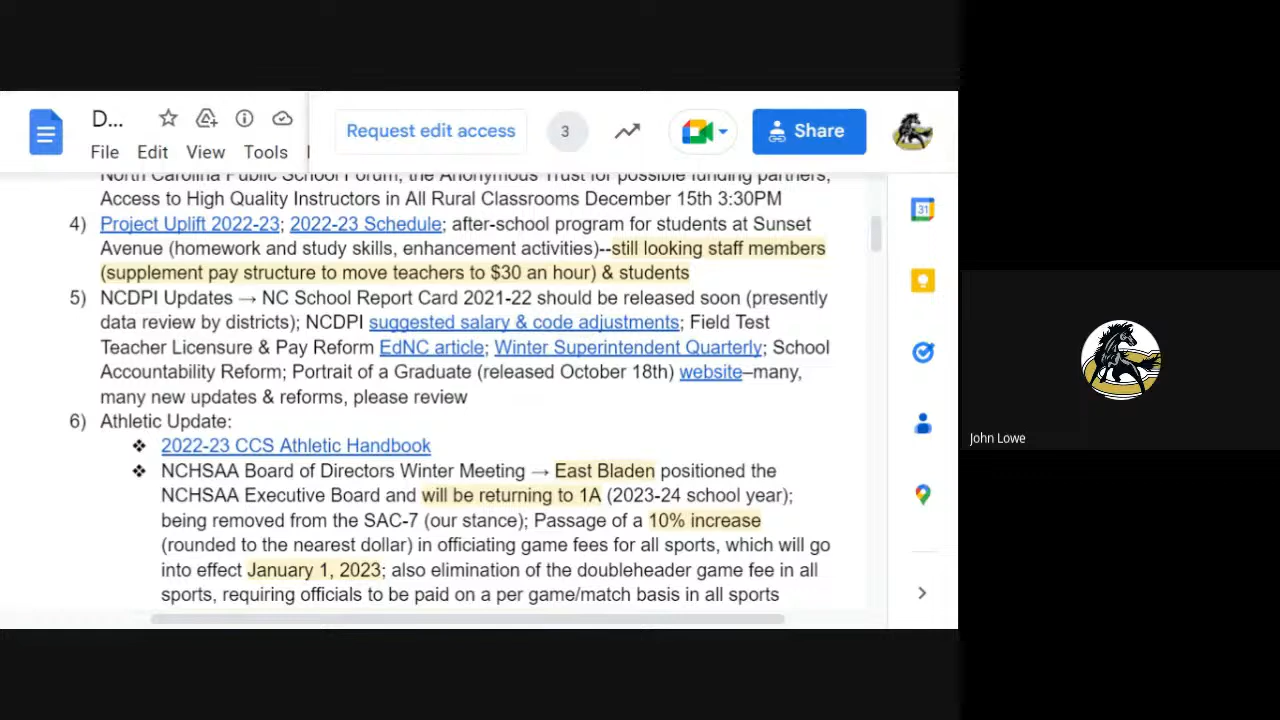 D...
Request edit access
3
Share
File Edit View Tools
North Carolina Public School Forum, the Anonymous Trust for possible funding partners,
Access to High Quality Instructors in All Rural Classrooms December 15th 3:30PM
4) Project Uplift 2022-23; 2022-23 Schedule; after-school program for students at Sunset
Avenue (homework and study skills, enhancement activities)--still looking staff members
(supplement pay structure to move teachers to $30 an hour) & students
5) NCDPI Updates → NC School Report Card 2021-22 should be released soon (presently
data review by districts); NCDPI suggested salary & code adjustments; Field Test
Teacher Licensure & Pay Reform EdNC article; Winter Superintendent Quarterly; School
Accountability Reform; Portrait of a Graduate (released October 18th) website–many,
many new updates & reforms, please review
6) Athletic Update:
❖ 2022-23 CCS Athletic Handbook
❖ NCHSAA Board of Directors Winter Meeting → East Bladen positioned the
NCHSAA Executive Board and will be returning to 1A (2023-24 school year);
being removed from the SAC-7 (our stance); Passage of a 10% increase
(rounded to the nearest dollar) in officiating game fees for all sports, which will go
into effect January 1, 2023; also elimination of the doubleheader game fee in all
sports, requiring officials to be paid on a per game/match basis in all sports
31
John Lowe